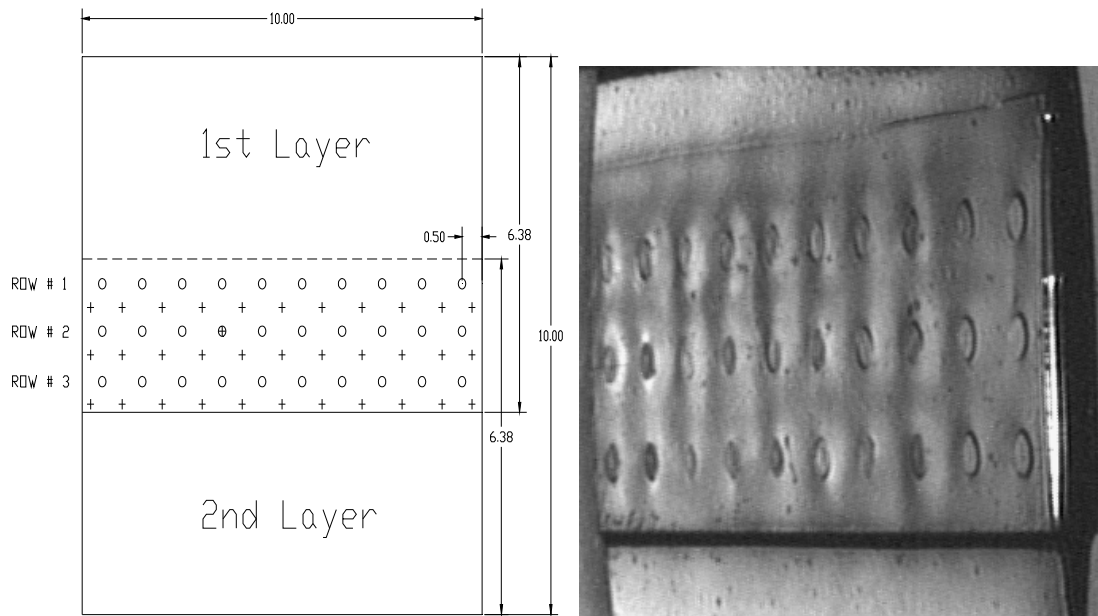 10.00
1st Layer
0.50
6.38
ROW # 1
ROW # 2
10.00
ROW # 3
6.38
2nd Layer